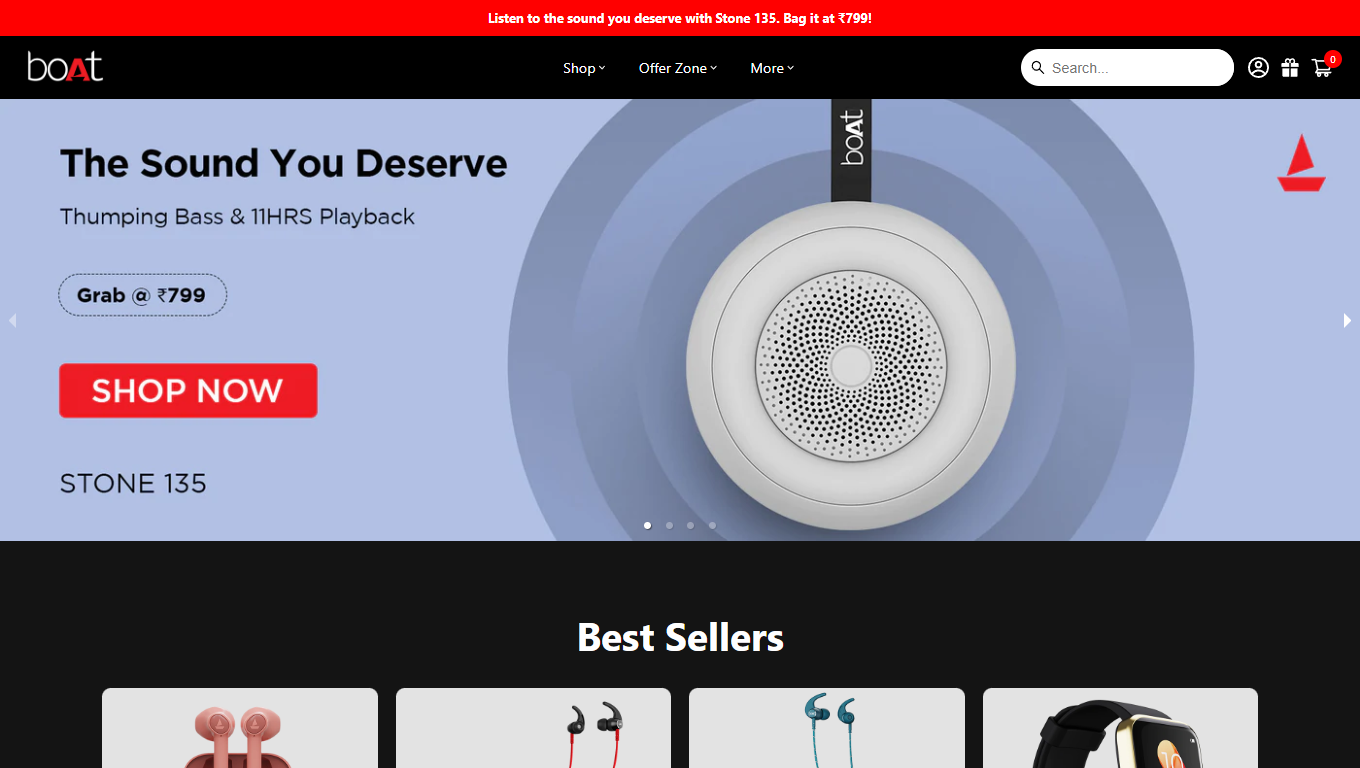 Listen to the sound you deserve with Stone 135. Bag it at ₹799!
boAt
Shop
Offer Zone
More
Search...
0
The Sound You Deserve
Thumping Bass & 11HRS Playback
Grab @ ₹799
SHOP NOW
STONE 135
boAt
Best Sellers
10